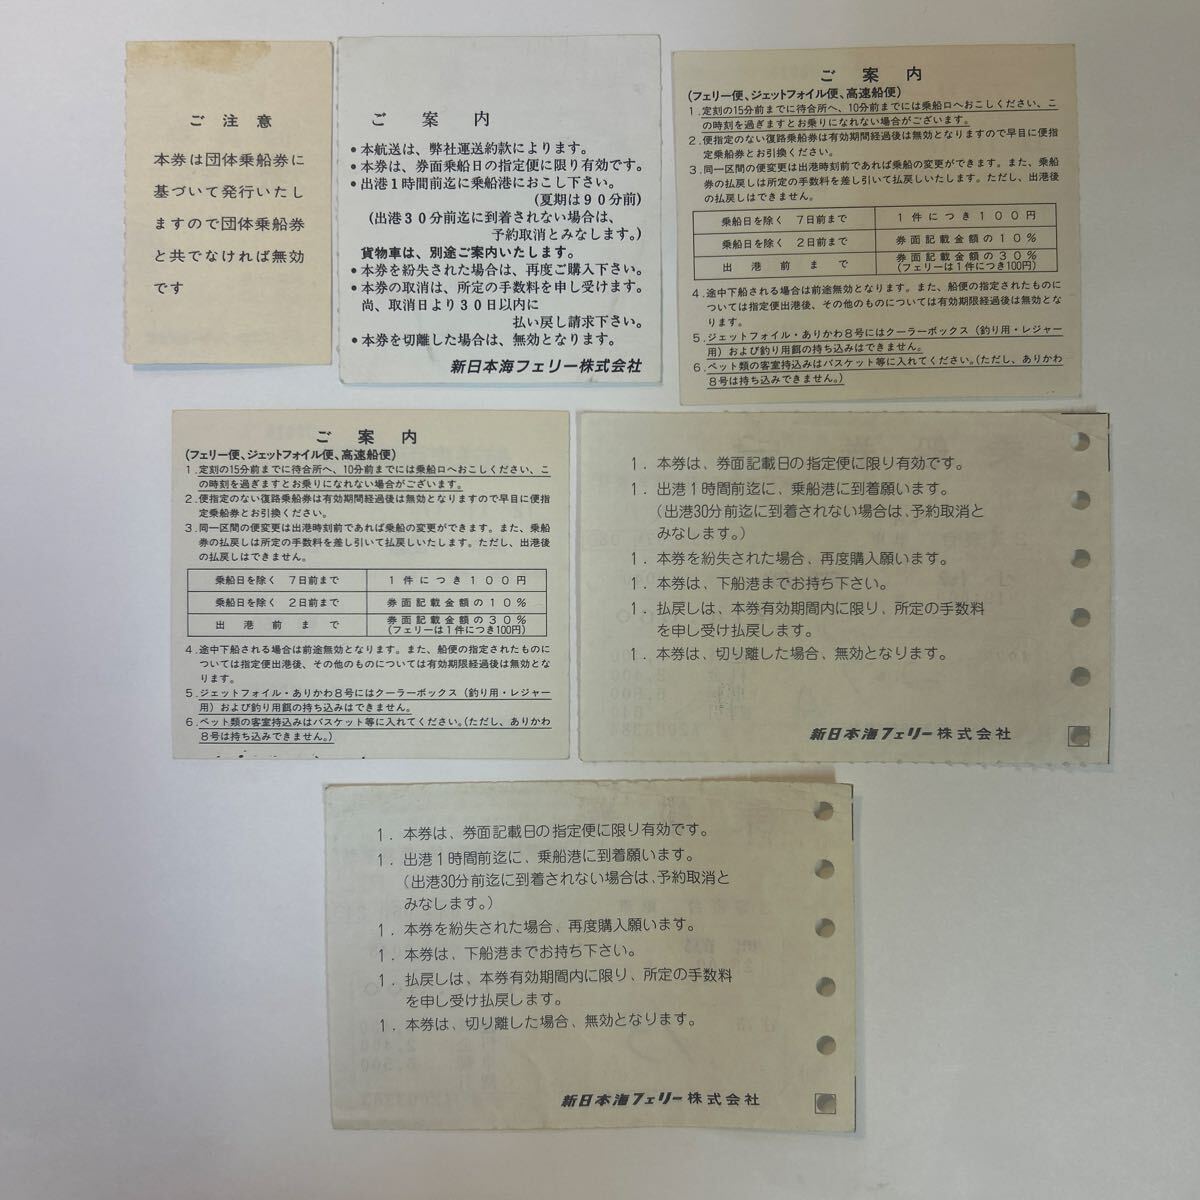 ご注意
本券は団体乗船券に
基づいて発行いたし
ますので団体乗船券
と共でなければ無効
です
ご案内
●本航送は、弊社運送約款によります。
●本券は、券面乗船日の指定便に限り有効です。
●出港1時間前迄に乗船港におこし下さい。
(夏期は90分前)
(出港30分前迄に到着されない場合は、
予約取消とみなします。)
貨物車は、別途ご案内いたします。
●本券を紛失された場合は、再度ご購入下さい。
●本券の取消は、所定の手数料を申し受けます。
尚、取消日より30日以内に
払い戻し請求下さい。
●本券を切離した場合は、無効となります。
新日本海フェリー株式会社
ご案内
(フェリー便、ジェットフォイル便、高速船便)
1.定刻の15分前までに待合所へ、10分前までには乗船口へおこしください、こ
の時刻を過ぎますとお乗りになれない場合がございます。
2.便指定のない復路乗船券は有効期間経過後は無効となりますので早目に便指
定乗船券とお引換ください。
3.同一区間の便変更は出港時刻前であれば乗船の変更ができます。また、乗船
券の払戻しは所定の手数料を差し引いて払戻しいたします。ただし、出港後
の払戻しはできません。
乗船日を除く 7日前まで 1件につき100円
乗船日を除く 2日前まで 券面記載金額の10%
出港前まで 券面記載金額の30%
(フェリーは1件につき100円)
4.途中下船される場合は前途無効となります。また、船便の指定されたものに
ついては指定便出港後、その他のものについては有効期限経過後は無効とな
ります。
5.ジェットフォイル・ありかわ8号にはクーラーボックス(釣り用・レジャー
用)および釣り用餌の持ち込みはできません。
6.ペット類の客室持込みはバスケット等に入れてください。(ただし、ありかわ
8号は持ち込みできません。)
ご案内
(フェリー便、ジェットフォイル便、高速船便)
1.定刻の15分前までに待合所へ、10分前までには乗船口へおこしください、こ
の時刻を過ぎますとお乗りになれない場合がございます。
2.便指定のない復路乗船券は有効期間経過後は無効となりますので早目に便指
定乗船券とお引換ください。
3.同一区間の便変更は出港時刻前であれば乗船の変更ができます。また、乗船
券の払戻しは所定の手数料を差し引いて払戻しいたします。ただし、出港後
の払戻しはできません。
乗船日を除く 7日前まで 1件につき100円
乗船日を除く 2日前まで 券面記載金額の10%
出港前まで 券面記載金額の30%
(フェリーは1件につき100円)
4.途中下船される場合は前途無効となります。また、船便の指定されたものに
ついては指定便出港後、その他のものについては有効期限経過後は無効とな
ります。
5.ジェットフォイル・ありかわ8号にはクーラーボックス(釣り用・レジャー
用)および釣り用餌の持ち込みはできません。
6.ペット類の客室持込みはバスケット等に入れてください。(ただし、ありかわ
8号は持ち込みできません。)
1.本券は、券面記載日の指定便に限り有効です。
1.出港1時間前迄に、乗船港に到着願います。
(出港30分前迄に到着されない場合は、予約取消と
みなします。)
1.本券を紛失された場合、再度購入願います。
1.本券は、下船港までお持ち下さい。
1.払戻しは、本券有効期間内に限り、所定の手数料
を申し受け払戻します。
1.本券は、切り離した場合、無効となります。
新日本海フェリー株式会社
1.本券は、券面記載日の指定便に限り有効です。
1.出港1時間前迄に、乗船港に到着願います。
(出港30分前迄に到着されない場合は、予約取消と
みなします。)
1.本券を紛失された場合、再度購入願います。
1.本券は、下船港までお持ち下さい。
1.払戻しは、本券有効期間内に限り、所定の手数料
を申し受け払戻します。
1.本券は、切り離した場合、無効となります。
新日本海フェリー株式会社